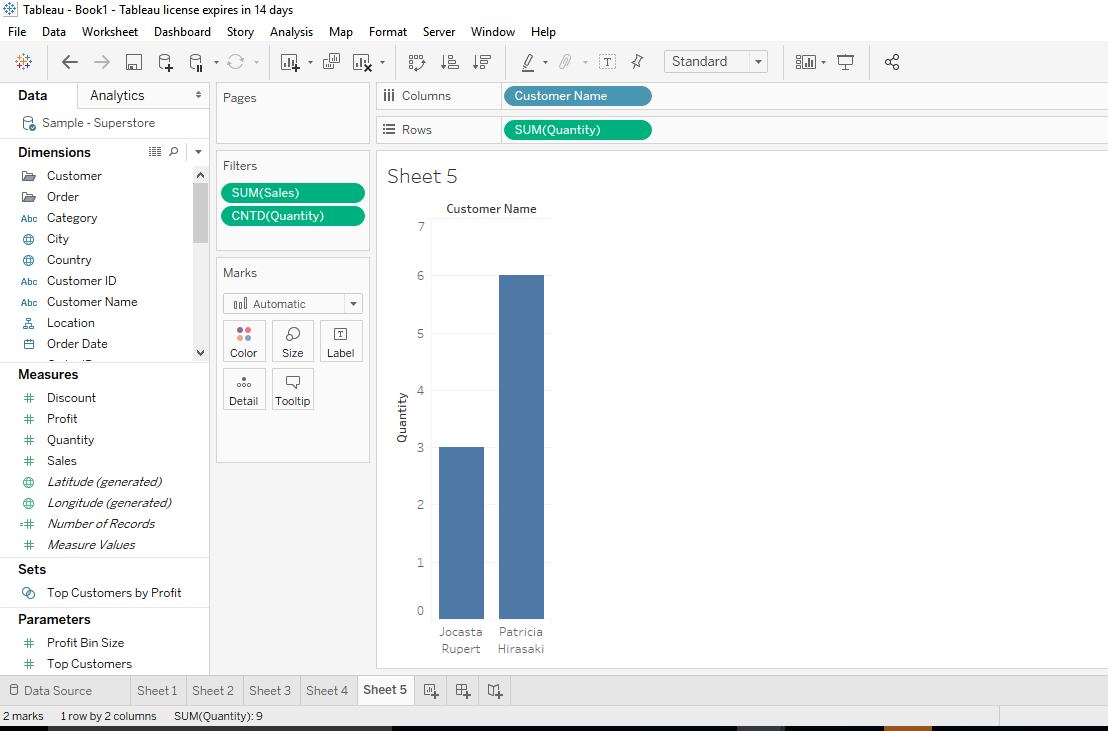 Tableau - Book1 - Tableau license expires in 14 days
File Data Worksheet Dashboard Story Analysis Map Format Server Window Help
Standard
Data Analytics
Sample - Superstore
Dimensions
Customer
Order
Abc Category
City
Country
Abc Customer ID
Abc Customer Name
Location
Order Date
Measures
Discount
Profit
Quantity
Sales
Latitude (generated)
Longitude (generated)
Number of Records
Measure Values
Sets
Top Customers by Profit
Parameters
Profit Bin Size
Top Customers
Pages
Filters
SUM(Sales)
CNTD(Quantity)
Marks
Automatic
Color Size Label
Detail Tooltip
Columns Customer Name
Rows SUM(Quantity)
Sheet 5
Customer Name
7
6
5
4
3
2
1
0
Quantity
Jocasta Patricia
Rupert Hirasaki
Data Source Sheet 1 Sheet 2 Sheet 3 Sheet 4 Sheet 5
2 marks 1 row by 2 columns SUM(Quantity): 9